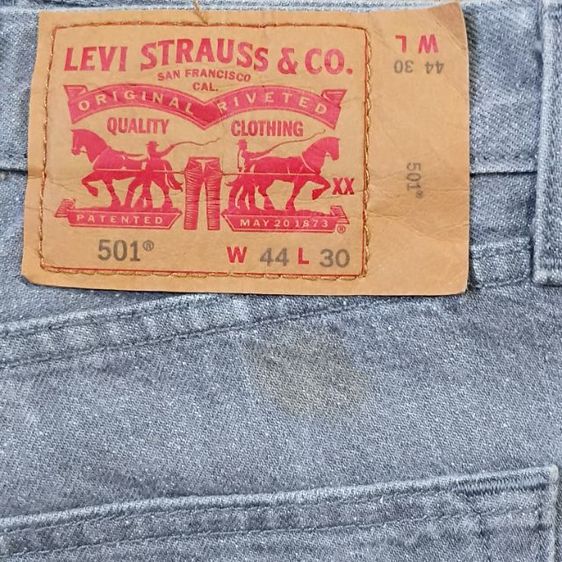 LEVI STRAUSS & CO.
SAN FRANCISCO
CAL.
ORIGINAL RIVETED
QUALITY CLOTHING
XX
PATENTED MAY 20 1873 ®
501® W 44 L 30
W L
44 30
501®